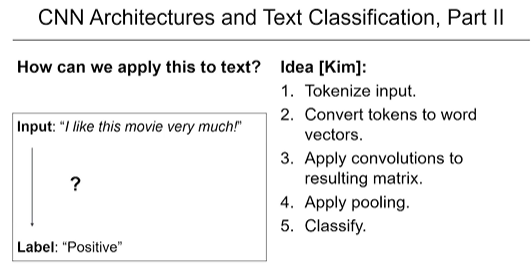 CNN Architectures and Text Classification, Part II
How can we apply this to text?
Input: “I like this movie very much!”
?
Label: “Positive”
Idea [Kim]:
1. Tokenize input.
2. Convert tokens to word
vectors.
3. Apply convolutions to
resulting matrix.
4. Apply pooling.
5. Classify.